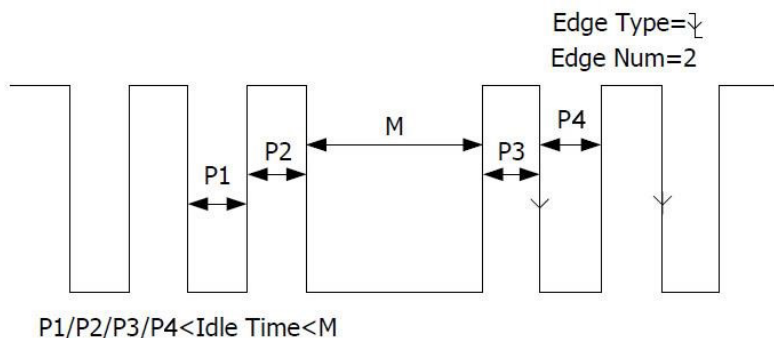 Edge Type=
Edge Num=2
M
P4
P2
P3
P1
P1/P2/P3/P4<Idle Time<M